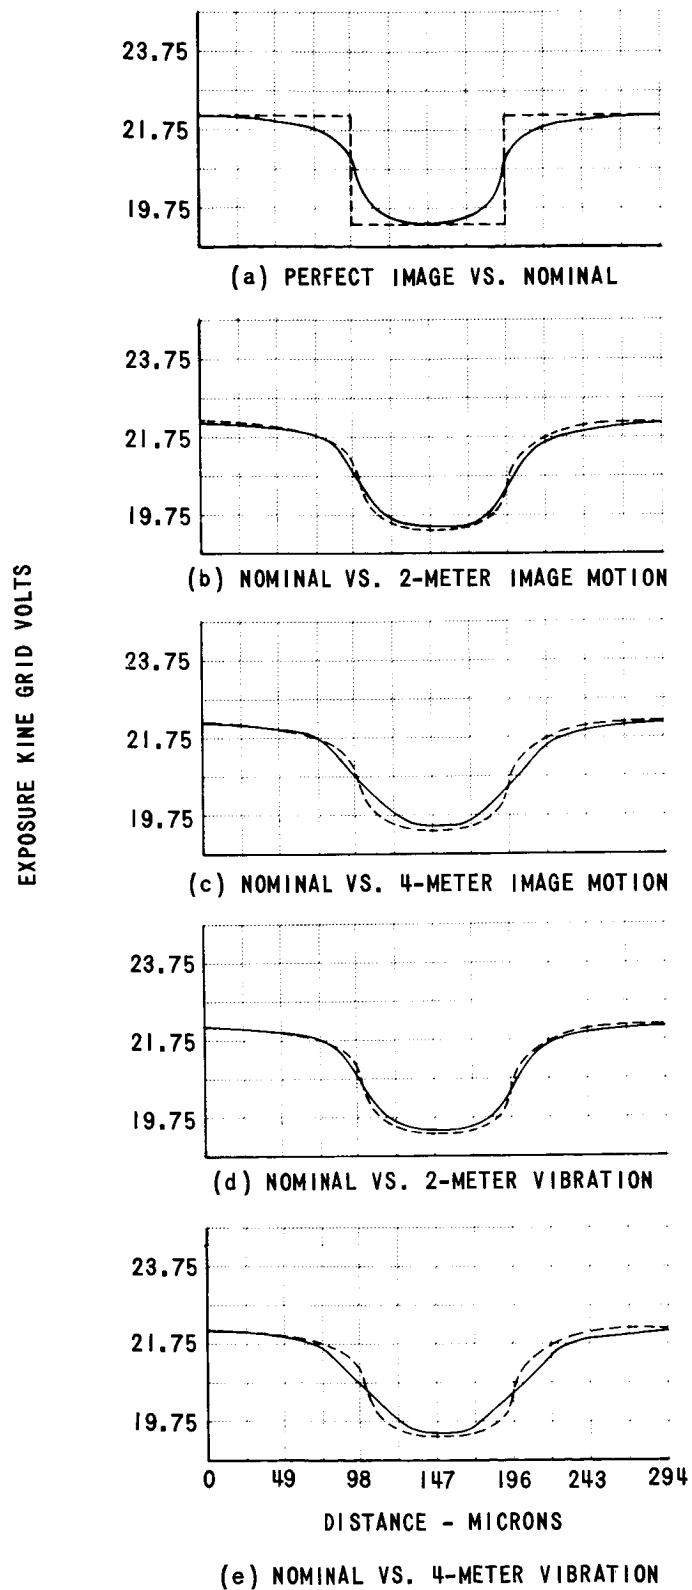 23.75
21.75
19.75
(a) PERFECT IMAGE VS. NOMINAL
23.75
21.75
19.75
(b) NOMINAL VS. 2-METER IMAGE MOTION
EXPOSURE KINE GRID VOLTS
23.75
21.75
19.75
(c) NOMINAL VS. 4-METER IMAGE MOTION
23.75
21.75
19.75
(d) NOMINAL VS. 2-METER VIBRATION
23.75
21.75
19.75
0 49 98 147 196 243 294
DISTANCE - MICRONS
(e) NOMINAL VS. 4-METER VIBRATION